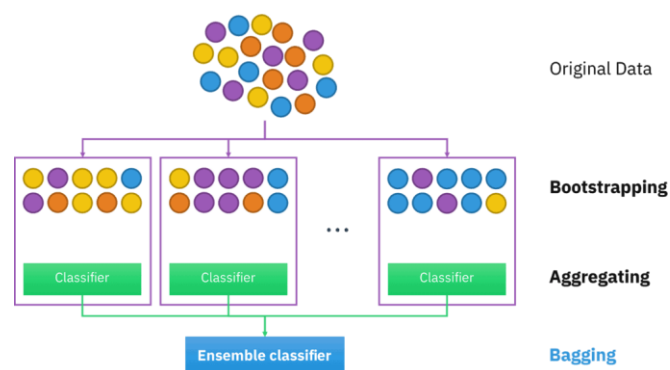 Original Data
Bootstrapping
...
Classifier Classifier Classifier Aggregating
Ensemble classifier Bagging